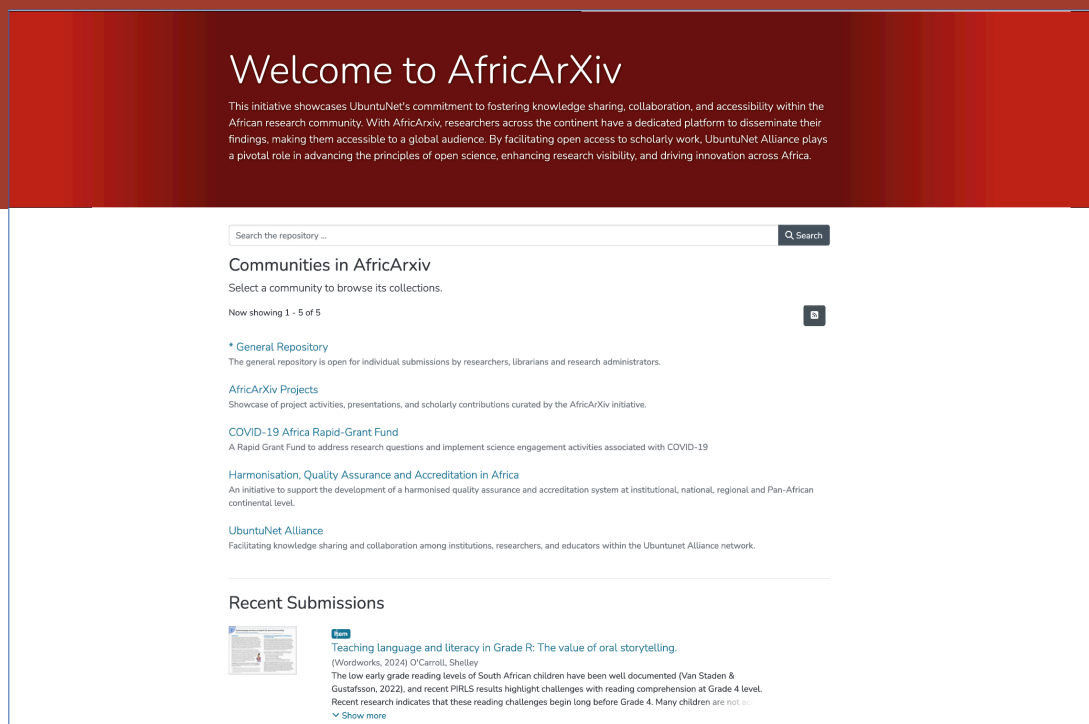 Welcome to AfricArXiv
This initiative showcases UbuntuNet's commitment to fostering knowledge sharing, collaboration, and accessibility within the
African research community. With AfricArxiv, researchers across the continent have a dedicated platform to disseminate their
findings, making them accessible to a global audience. By facilitating open access to scholarly work, UbuntuNet Alliance plays
a pivotal role in advancing the principles of open science, enhancing research visibility, and driving innovation across Africa.
Search the repository ...
Search
Communities in AfricArxiv
Select a community to browse its collections.
Now showing 1 - 5 of 5
* General Repository
The general repository is open for individual submissions by researchers, librarians and research administrators.
AfricArXiv Projects
Showcase of project activities, presentations, and scholarly contributions curated by the AfricArXiv initiative.
COVID-19 Africa Rapid-Grant Fund
A Rapid Grant Fund to address research questions and implement science engagement activities associated with COVID-19
Harmonisation, Quality Assurance and Accreditation in Africa
An initiative to support the development of a harmonised quality assurance and accreditation system at institutional, national, regional and Pan-African
continental level.
UbuntuNet Alliance
Facilitating knowledge sharing and collaboration among institutions, researchers, and educators within the Ubuntunet Alliance network.
Recent Submissions
Item
Teaching language and literacy in Grade R: The value of oral storytelling.
(Wordworks, 2024) O'Carroll, Shelley
The low early grade reading levels of South African children have been well documented (Van Staden &
Gustafsson, 2022), and recent PIRLS results highlight challenges with reading comprehension at Grade 4 level.
Recent research indicates that these reading challenges begin long before Grade 4. Many children are not
Show more